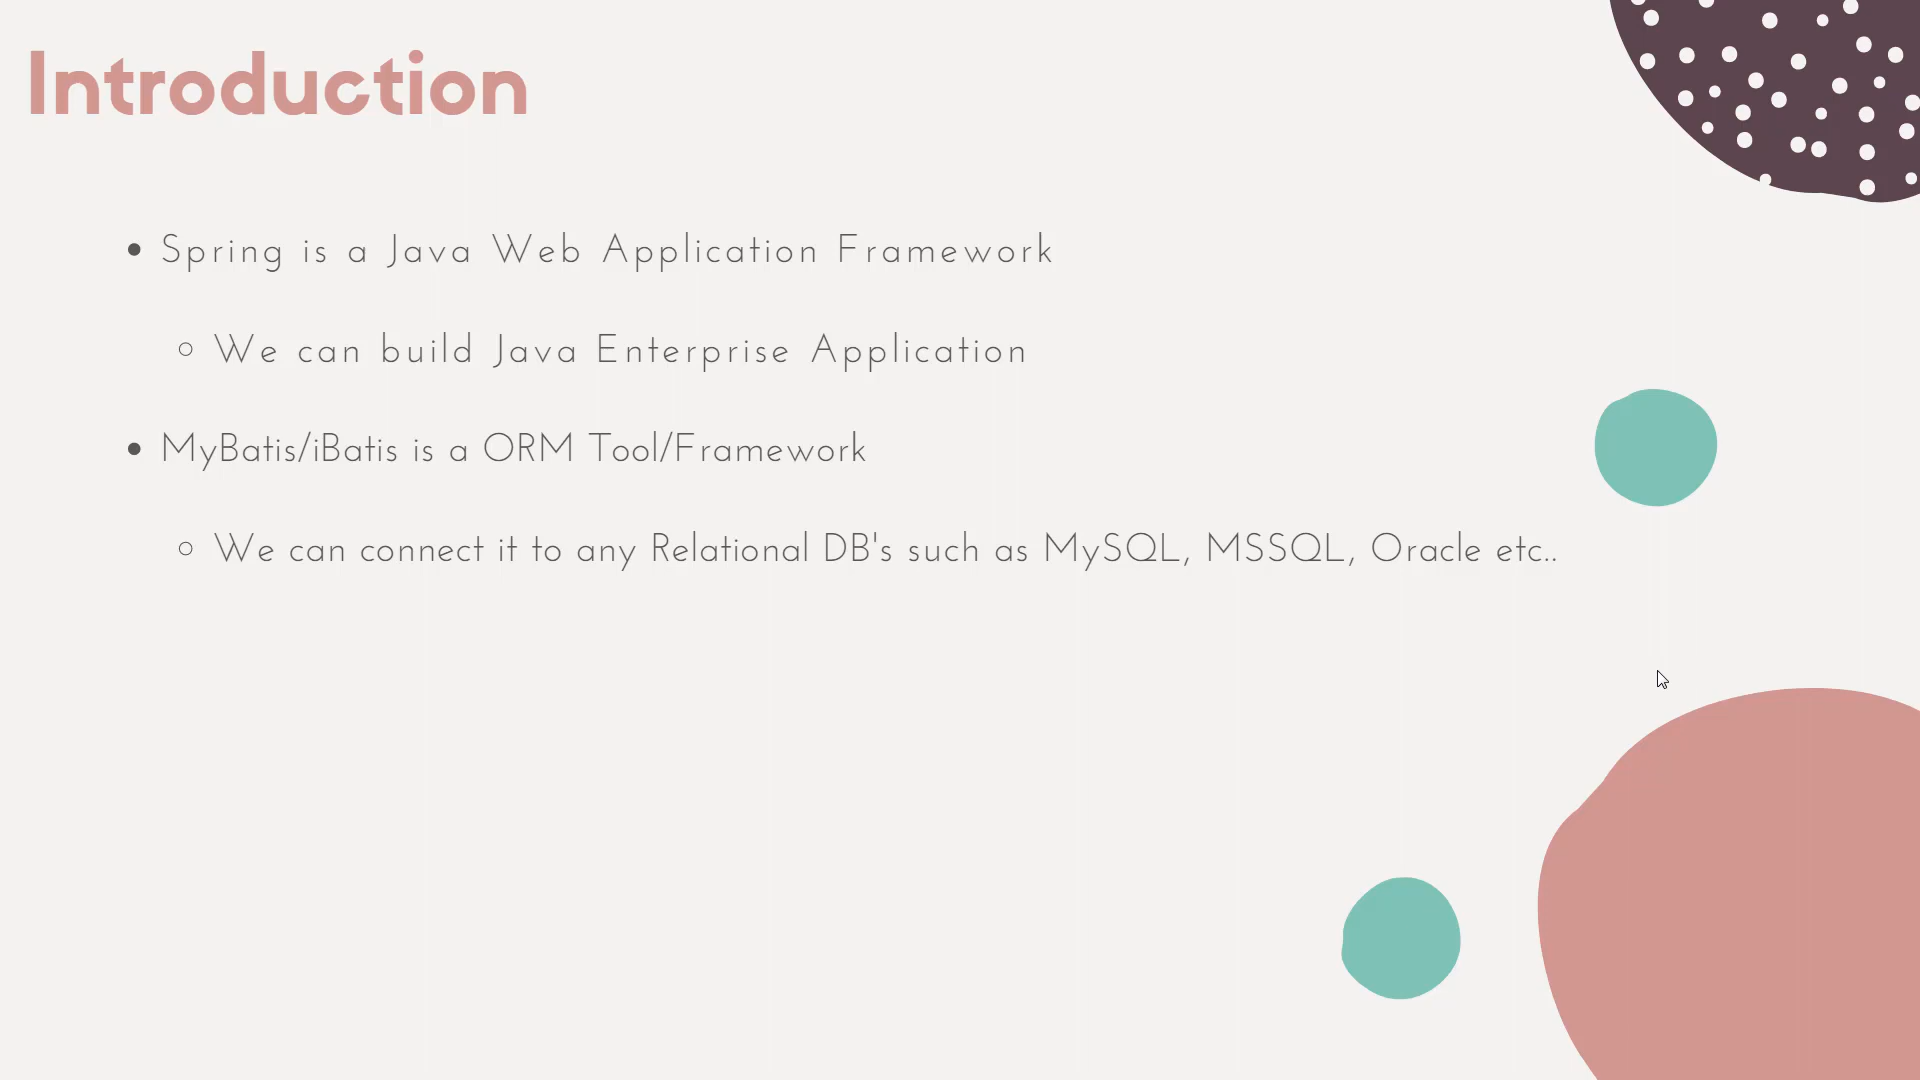 Introduction
Spring is a Java Web Application Framework
We can build Java Enterprise Application
MyBatis/iBatis is a ORM Tool/Framework
We can connect it to any Relational DB's such as MySQL, MSSQL, Oracle etc..